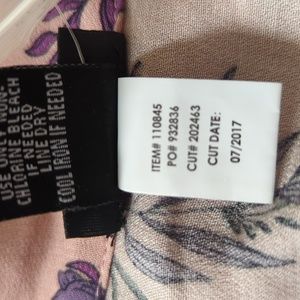 USE ONLY NON-
CHLORINE BLEACH
IF NEEDED
LINE DRY
COOL IRON IF NEEDED
ITEM# 110845
PO# 932836
CUT# 202463
CUT DATE:
07/2017